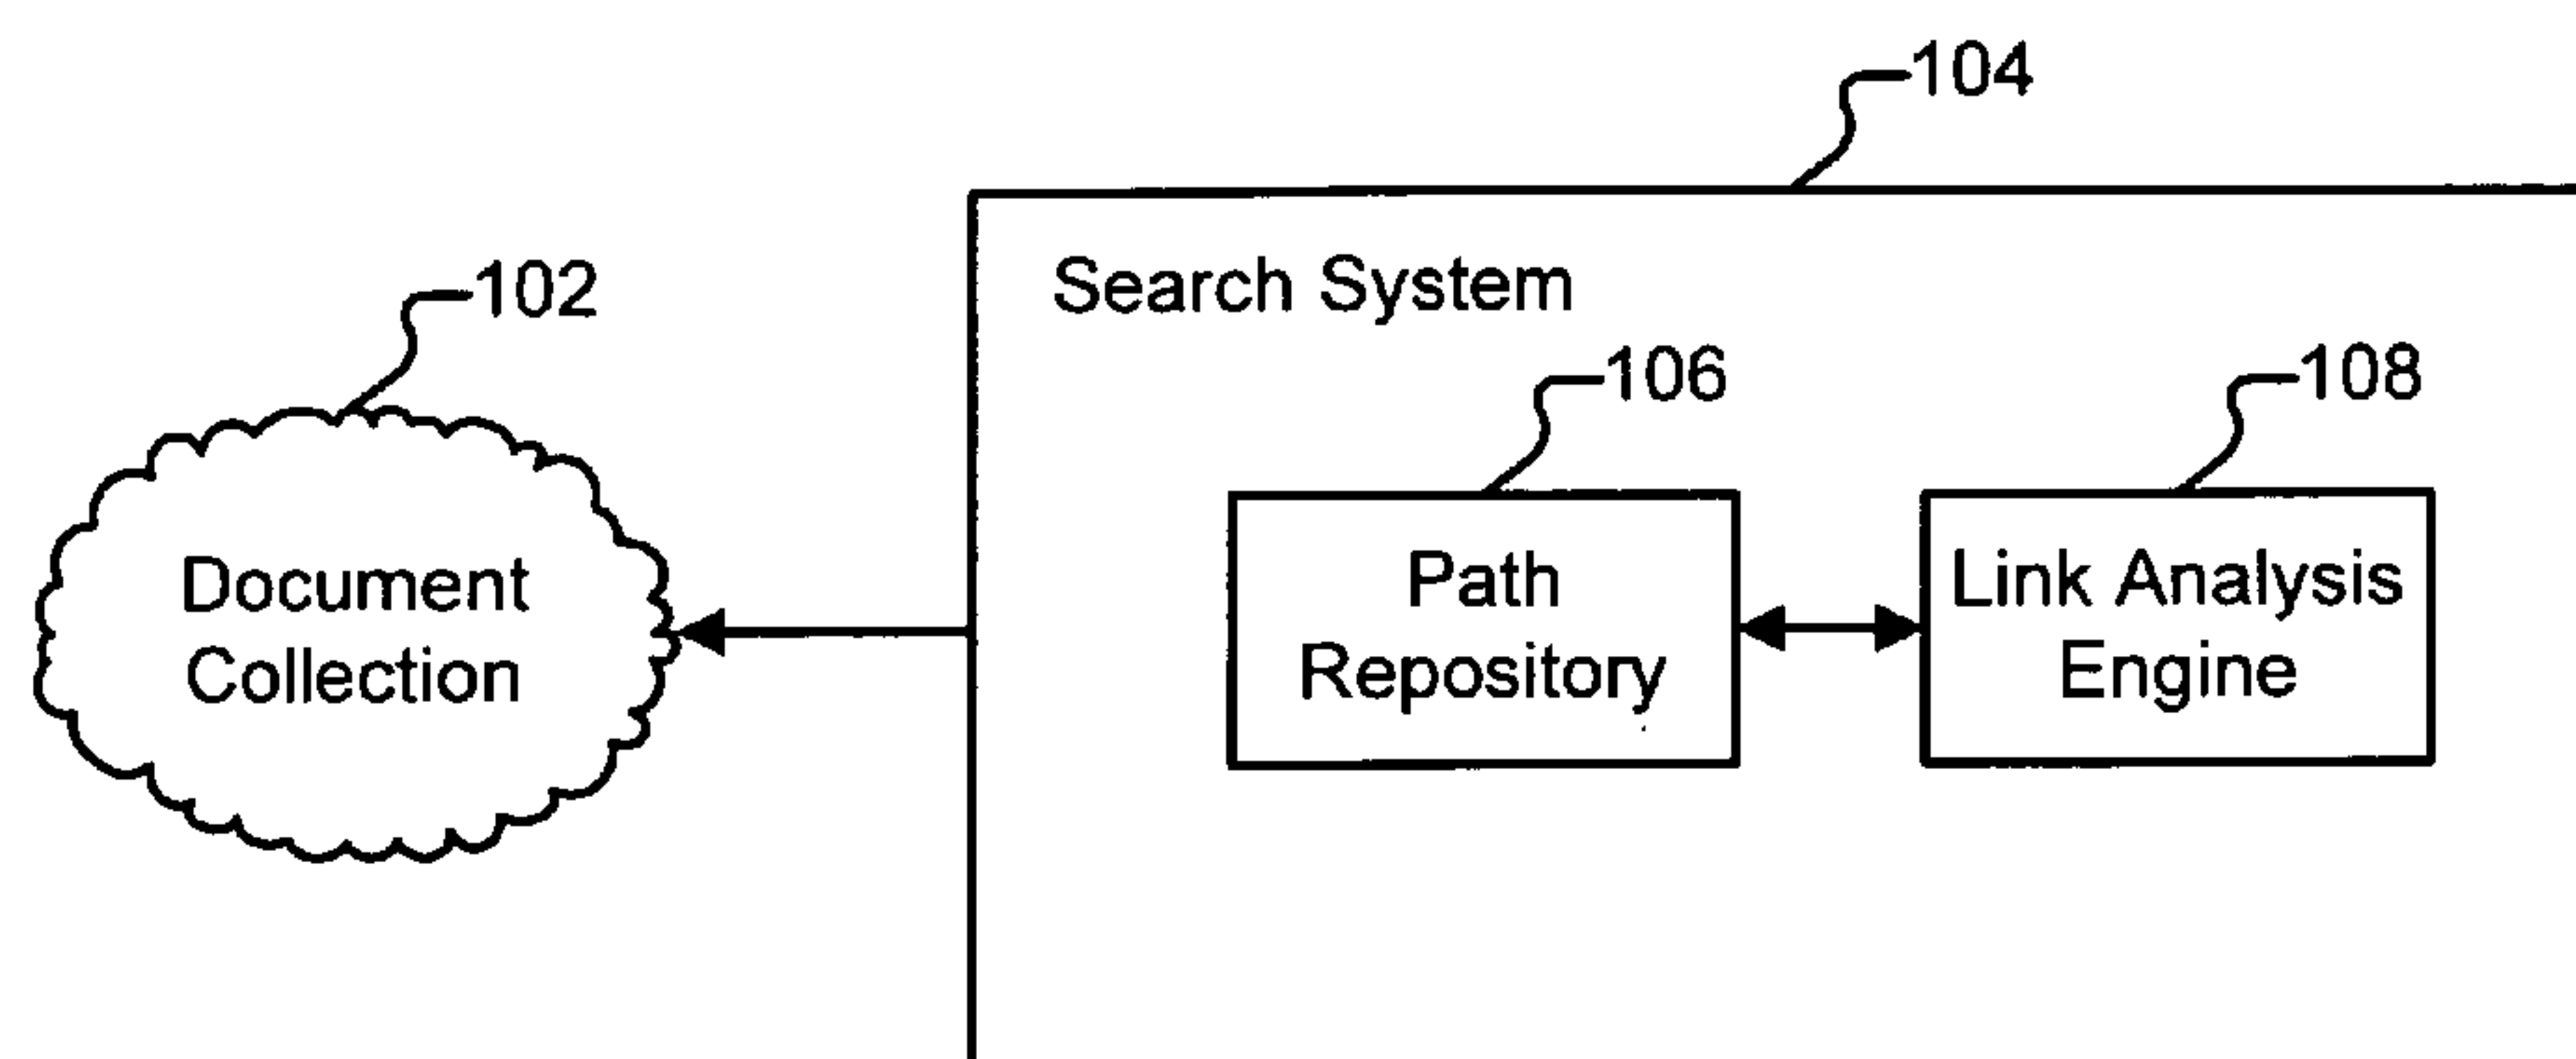 104
102
Search System
106
108
Document
Collection
Path
Repository
Link Analysis
Engine